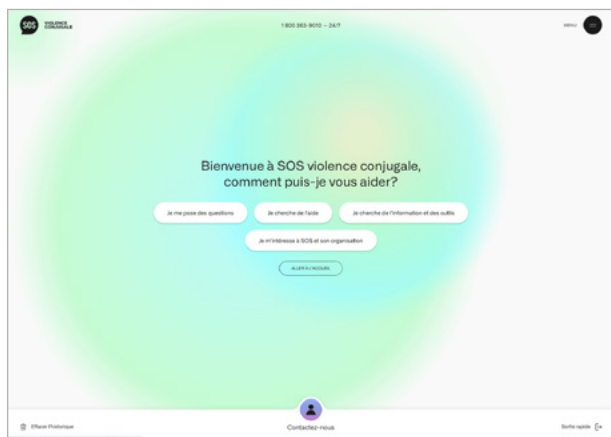 SOS VIOLENCE
CONJUGALE
1 800 363-9010 — 24/7
MENU
Bienvenue à SOS violence conjugale,
comment puis-je vous aider?
Je me pose des questions
Je cherche de l'aide
Je cherche de l'information et des outils
Je m'intéresse à SOS et son organisation
ALLER À L'ACCUEIL
Effacer l'historique
Contactez-nous
Sortie rapide